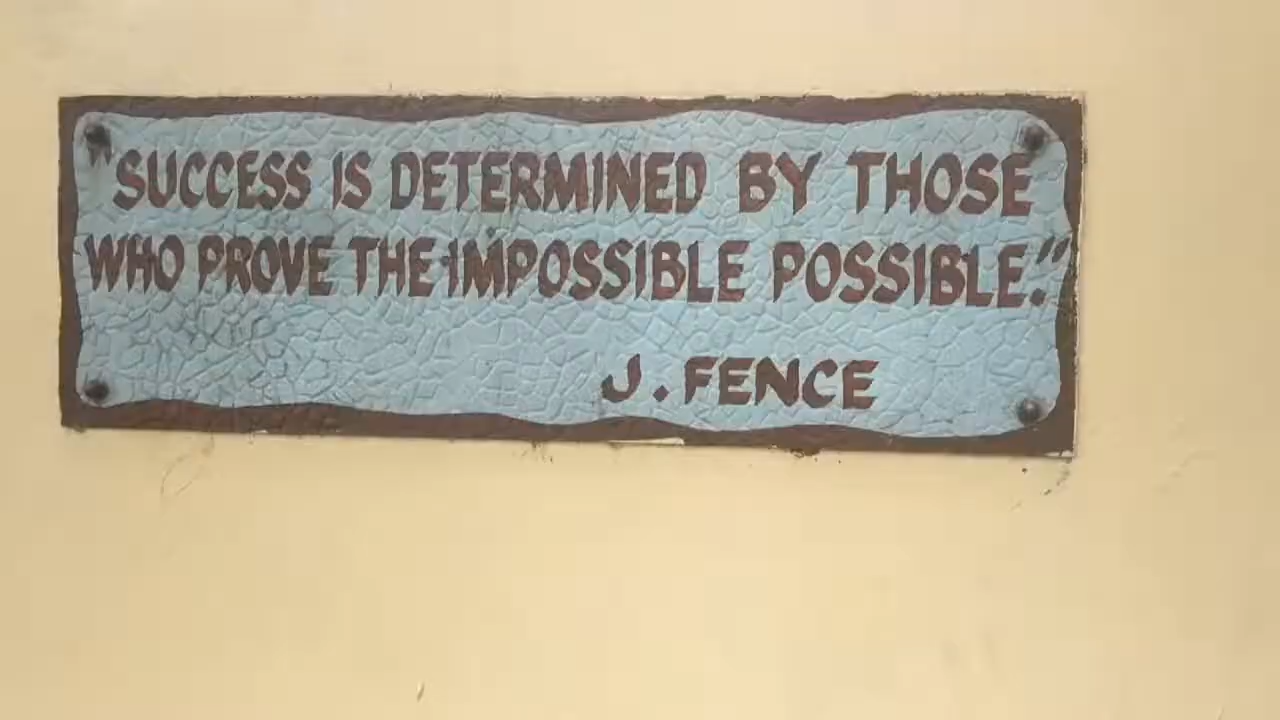 "SUCCESS IS DETERMINED BY THOSE
WHO PROVE THE IMPOSSIBLE POSSIBLE."
J. FENCE